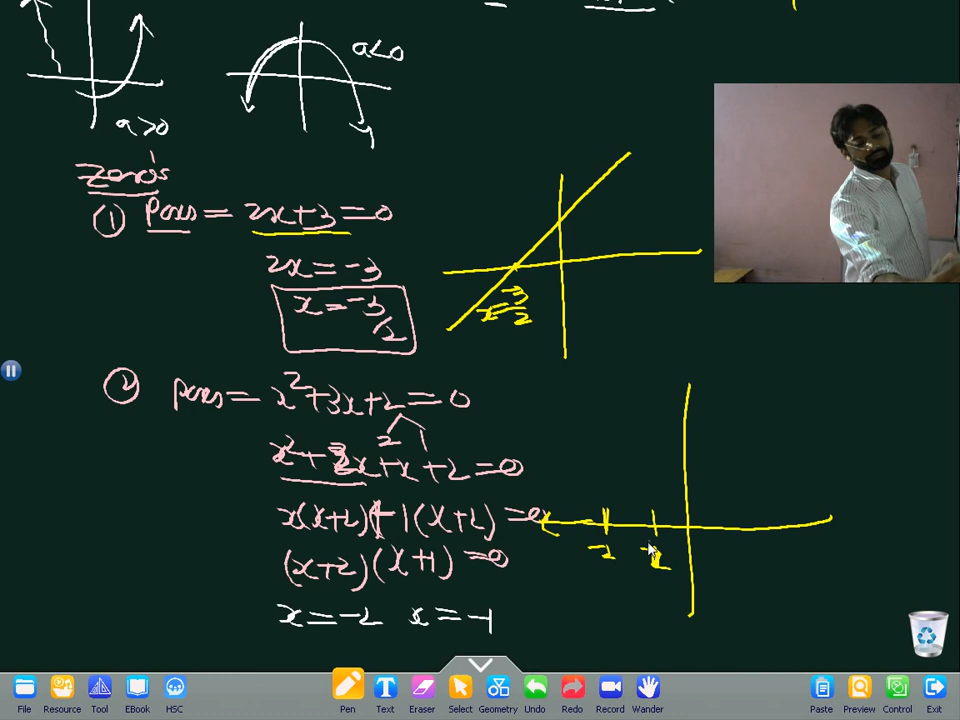 a<0
a>0
Zero's
① P(x) = 2x+3 = 0
2x = -3
x = -3/2
x = -3/2
② P(x) = x²+3x+2 = 0
2 1
x²+2x+x+2 = 0
x(x+2)+1(x+2) = 0
(x+2)(x+1) = 0
x = -2 x = -1
File Resource Tool EBook HSC Pen Text Eraser Select Geometry Undo Redo Record Wander Paste Preview Control Exit